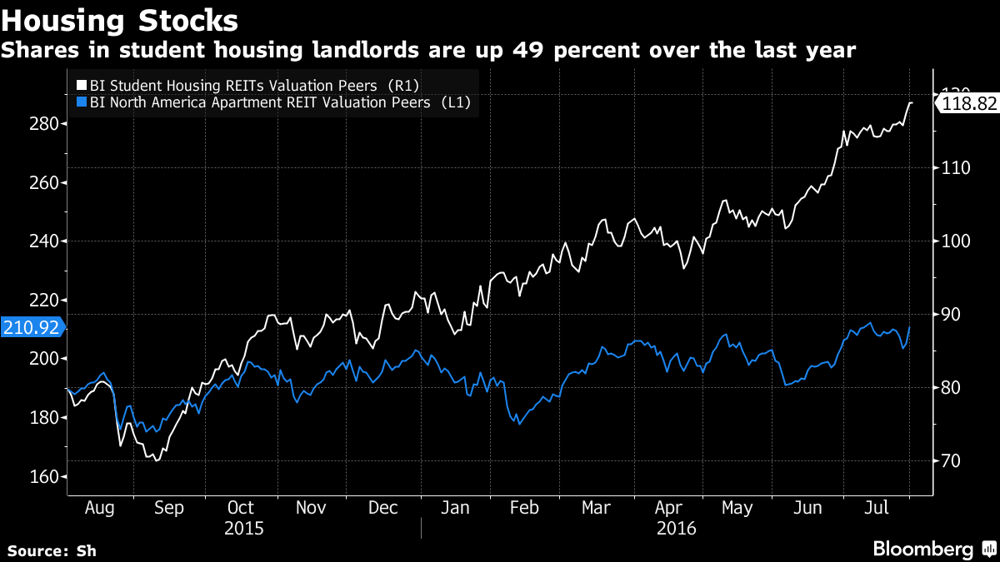 Housing Stocks
Shares in student housing landlords are up 49 percent over the last year
BI Student Housing REITs Valuation Peers (R1)
BI North America Apartment REIT Valuation Peers (L1)
280
260
240
220
210.92
200
180
160
120
118.82
110
100
90
80
70
Aug Sep Oct Nov Dec Jan Feb Mar Apr May Jun Jul
2015 2016
Source: Sh
Bloomberg